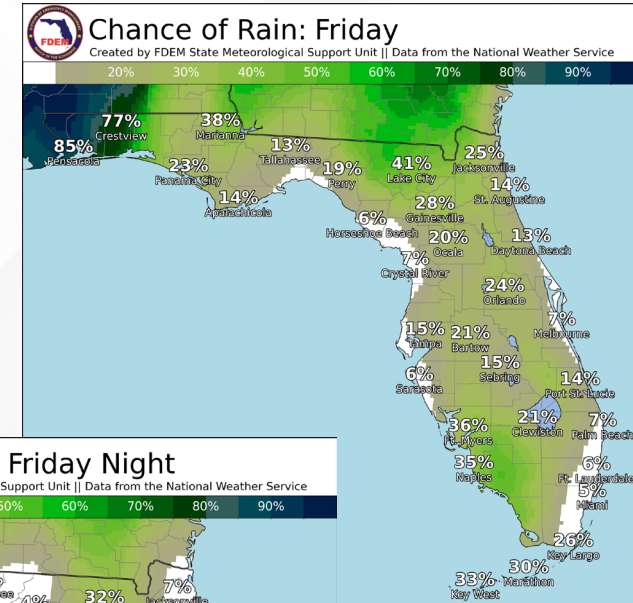 FDEM
Chance of Rain: Friday
Created by FDEM State Meteorological Support Unit || Data from the National Weather Service
20% 30% 40% 50% 60% 70% 80% 90%
77%
Crestview
38%
Marianna
85%
Pensacola
13%
Tallahassee
23%
Panama City
19%
Perry
41%
Lake City
25%
Jacksonville
14%
Apalachicola
14%
St. Augustine
28%
Gainesville
6%
Horseshoe Beach
20%
Ocala
13%
Daytona Beach
7%
Crystal River
24%
Orlando
7%
Melbourne
15%
Tampa
21%
Bartow
15%
Sebring
6%
Sarasota
14%
Port St. Lucie
21%
Clewiston
36%
Ft. Myers
7%
Palm Beach
35%
Naples
6%
Ft. Lauderdale
5%
Miami
26%
Key Largo
30%
Marathon
33%
Key West
Friday Night
Support Unit || Data from the National Weather Service
50% 60% 70% 80% 90%
32%
7%
Jacksonville
4%